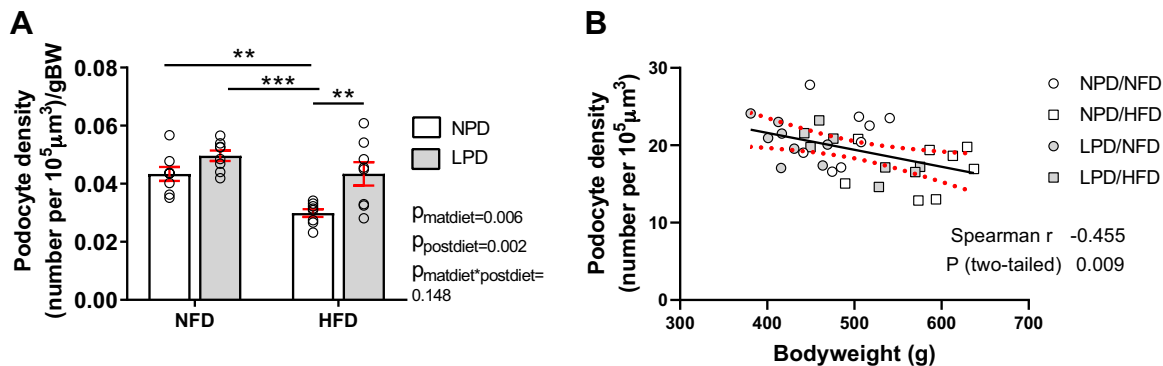 A
Podocyte density
(number per 10⁵μm³)/gBW
0.08
0.06
0.04
0.02
0.00
**
***
**
NFD
HFD
NPD
LPD
pmatdiet=0.006
ppostdiet=0.002
pmatdiet*postdiet=
0.148
B
Podocyte density
(number per 10⁵μm³)
30
20
10
0
300
400
500
600
700
Bodyweight (g)
NPD/NFD
NPD/HFD
LPD/NFD
LPD/HFD
Spearman r -0.455
P (two-tailed) 0.009